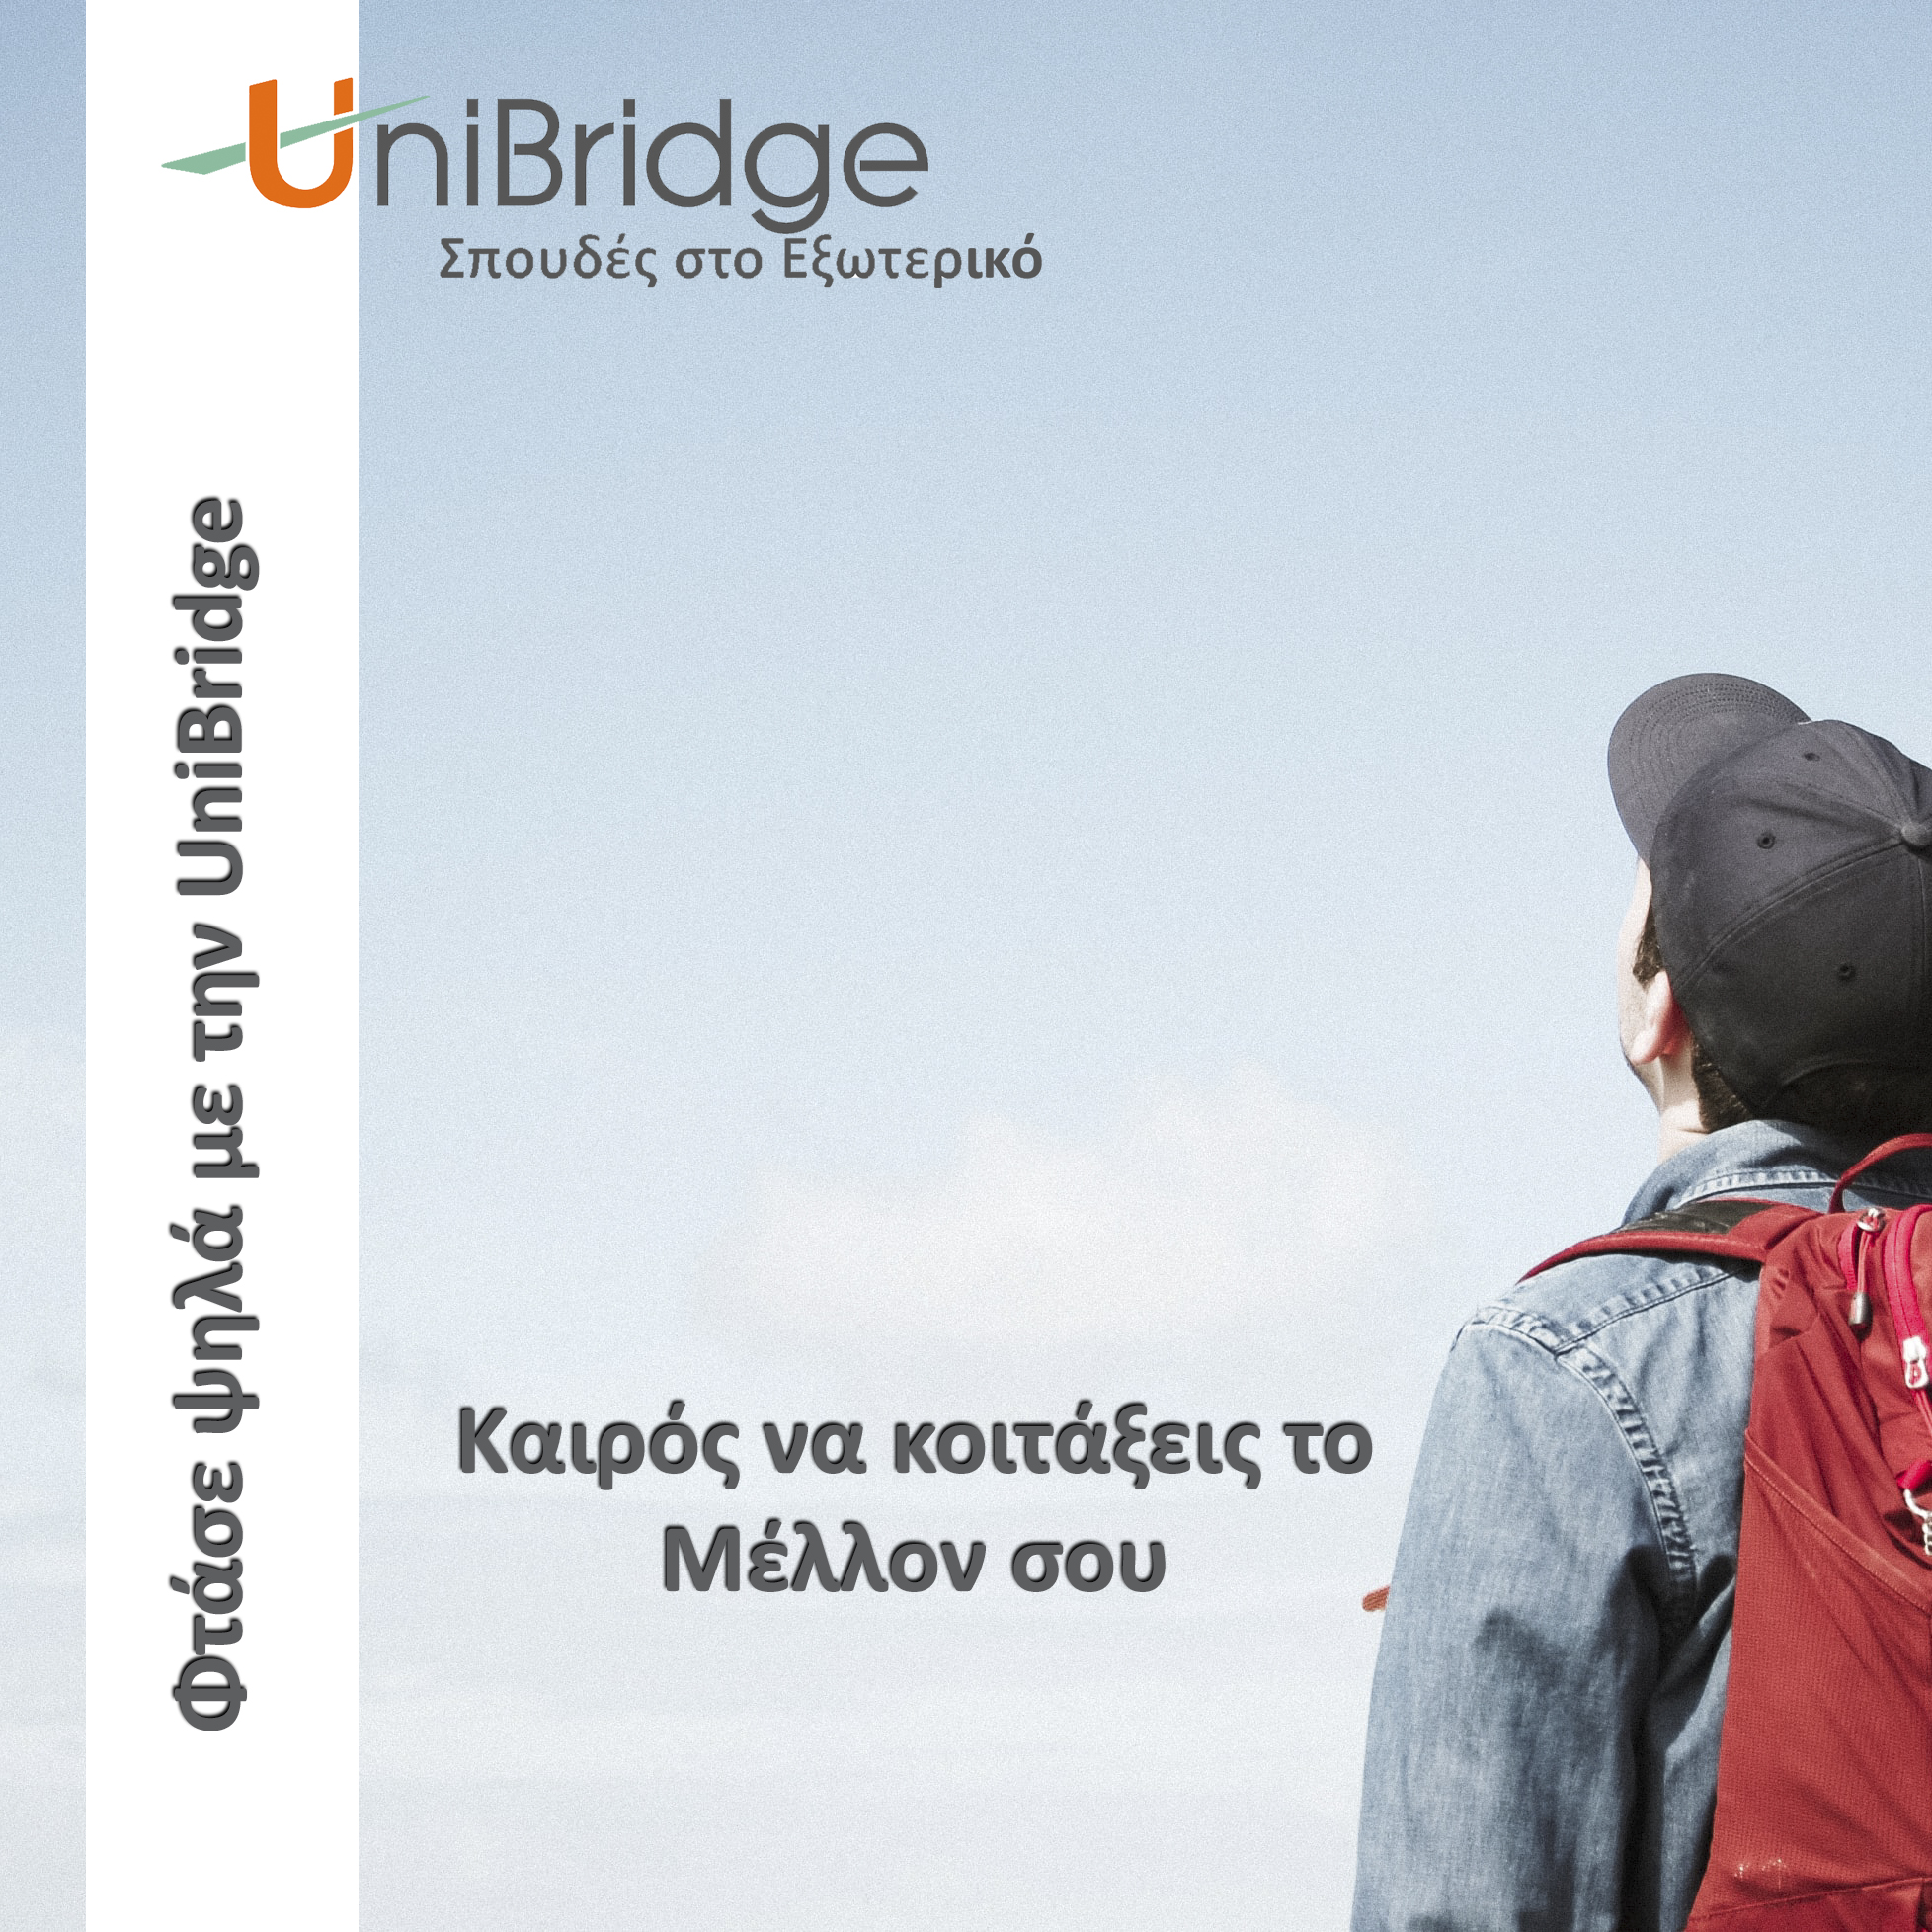 UniBridge
Σπουδές στο Εξωτερικό
Φτάσε ψηλά με την UniBridge
Καιρός να κοιτάξεις το
Μέλλον σου